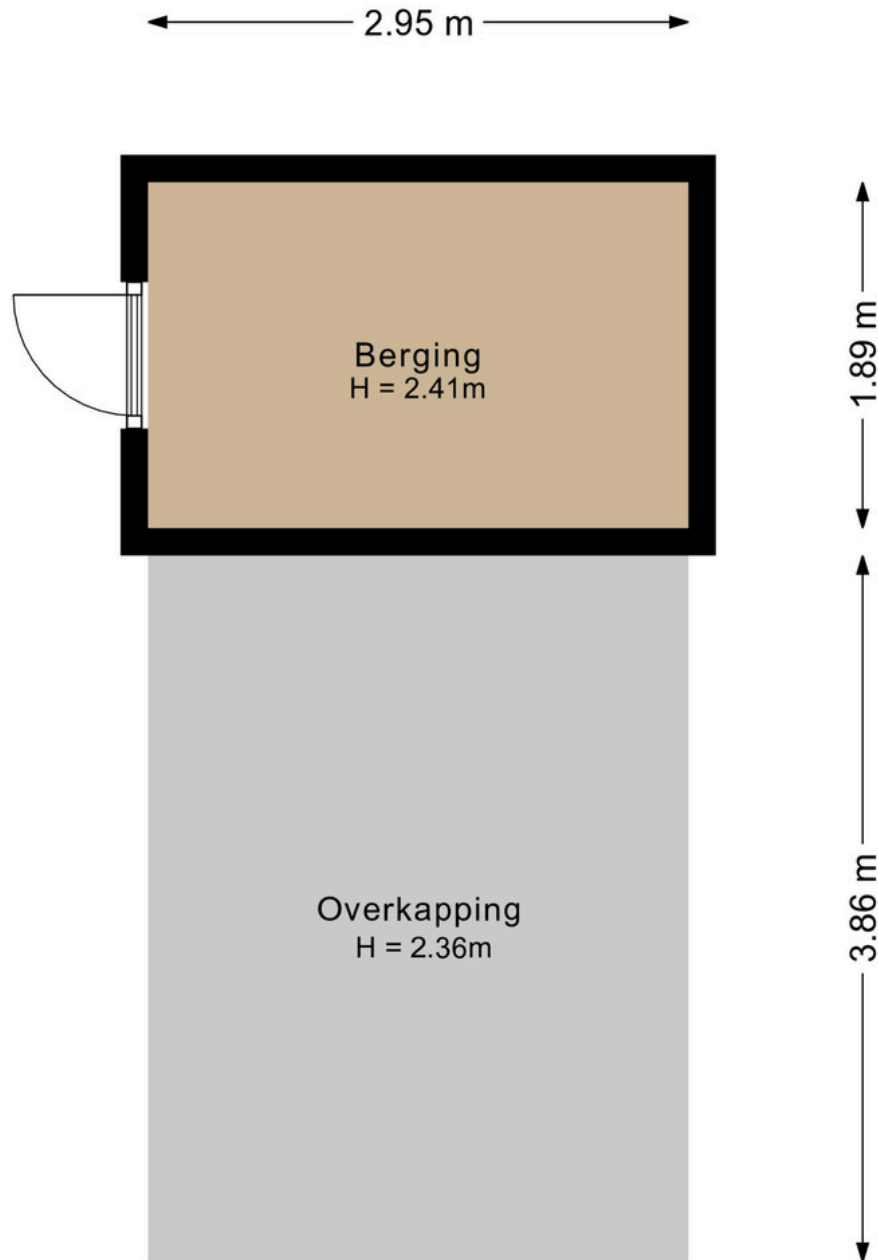 2.95 m
Berging
H = 2.41m
1.89 m
Overkapping
H = 2.36m
3.86 m